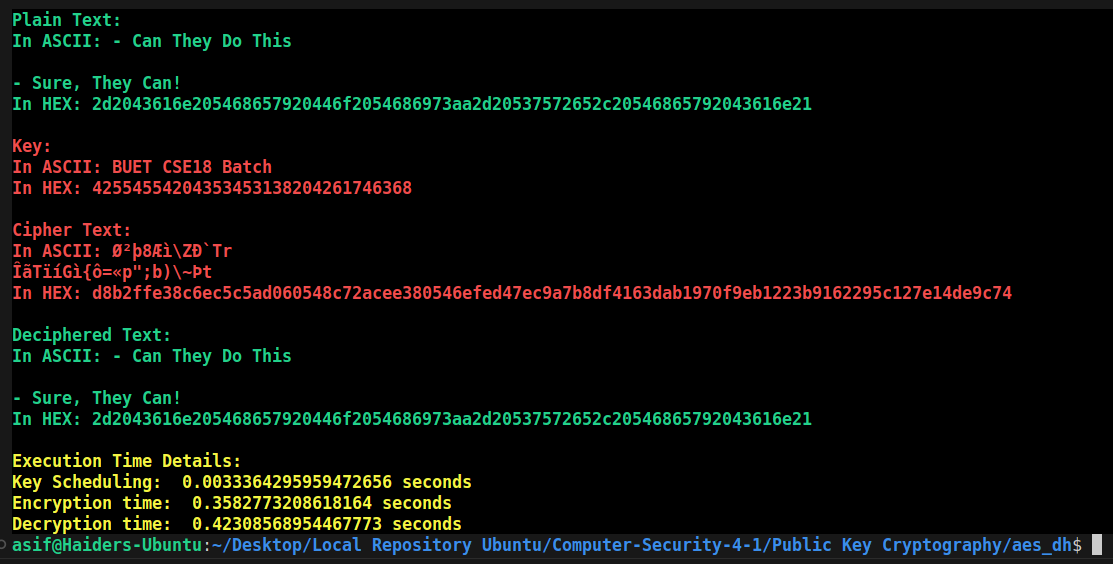 Plain Text:
In ASCII: - Can They Do This
- Sure, They Can!
In HEX: 2d2043616e205468657920446f2054686973aa2d20537572652c20546865792043616e21
Key:
In ASCII: BUET CSE18 Batch
In HEX: 42554554204353453138204261746368
Cipher Text:
In ASCII: Ø²þ8Æì\ZÐ`Tr
ÎãTïíGì{ô=«p";b)\~Þt
In HEX: d8b2ffe38c6ec5c5ad060548c72acee380546efed47ec9a7b8df4163dab1970f9eb1223b9162295c127e14de9c74
Deciphered Text:
In ASCII: - Can They Do This
- Sure, They Can!
In HEX: 2d2043616e205468657920446f2054686973aa2d20537572652c20546865792043616e21
Execution Time Details:
Key Scheduling:  0.0033364295959472656 seconds
Encryption time:  0.3582773208618164 seconds
Decryption time:  0.42308568954467773 seconds
asif@Haiders-Ubuntu:~/Desktop/Local Repository Ubuntu/Computer-Security-4-1/Public Key Cryptography/aes_dh$